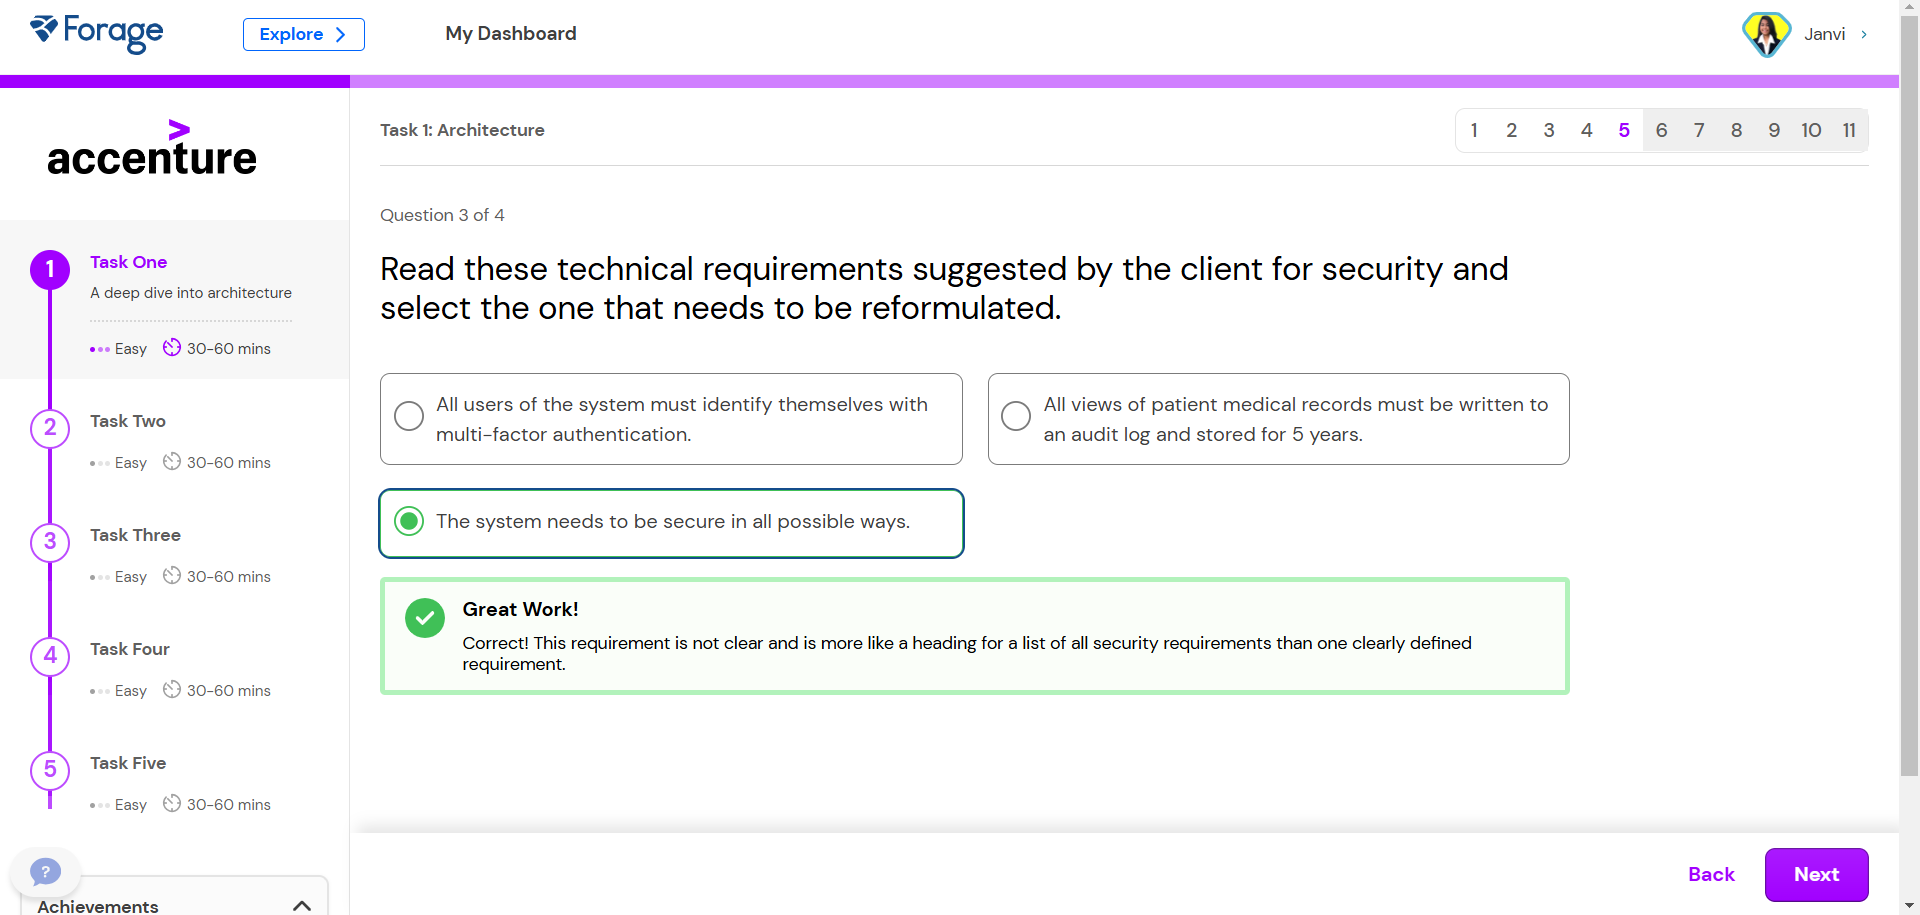 Forage
Explore
My Dashboard
Janvi
accenture
Task 1: Architecture
1 2 3 4 5 6 7 8 9 10 11
1
Task One
A deep dive into architecture
Easy 30-60 mins
2
Task Two
Easy 30-60 mins
3
Task Three
Easy 30-60 mins
4
Task Four
Easy 30-60 mins
5
Task Five
Easy 30-60 mins
?
Achievements
Question 3 of 4
Read these technical requirements suggested by the client for security and
select the one that needs to be reformulated.
All users of the system must identify themselves with
multi-factor authentication.
All views of patient medical records must be written to
an audit log and stored for 5 years.
The system needs to be secure in all possible ways.
Great Work!
Correct! This requirement is not clear and is more like a heading for a list of all security requirements than one clearly defined
requirement.
Back
Next